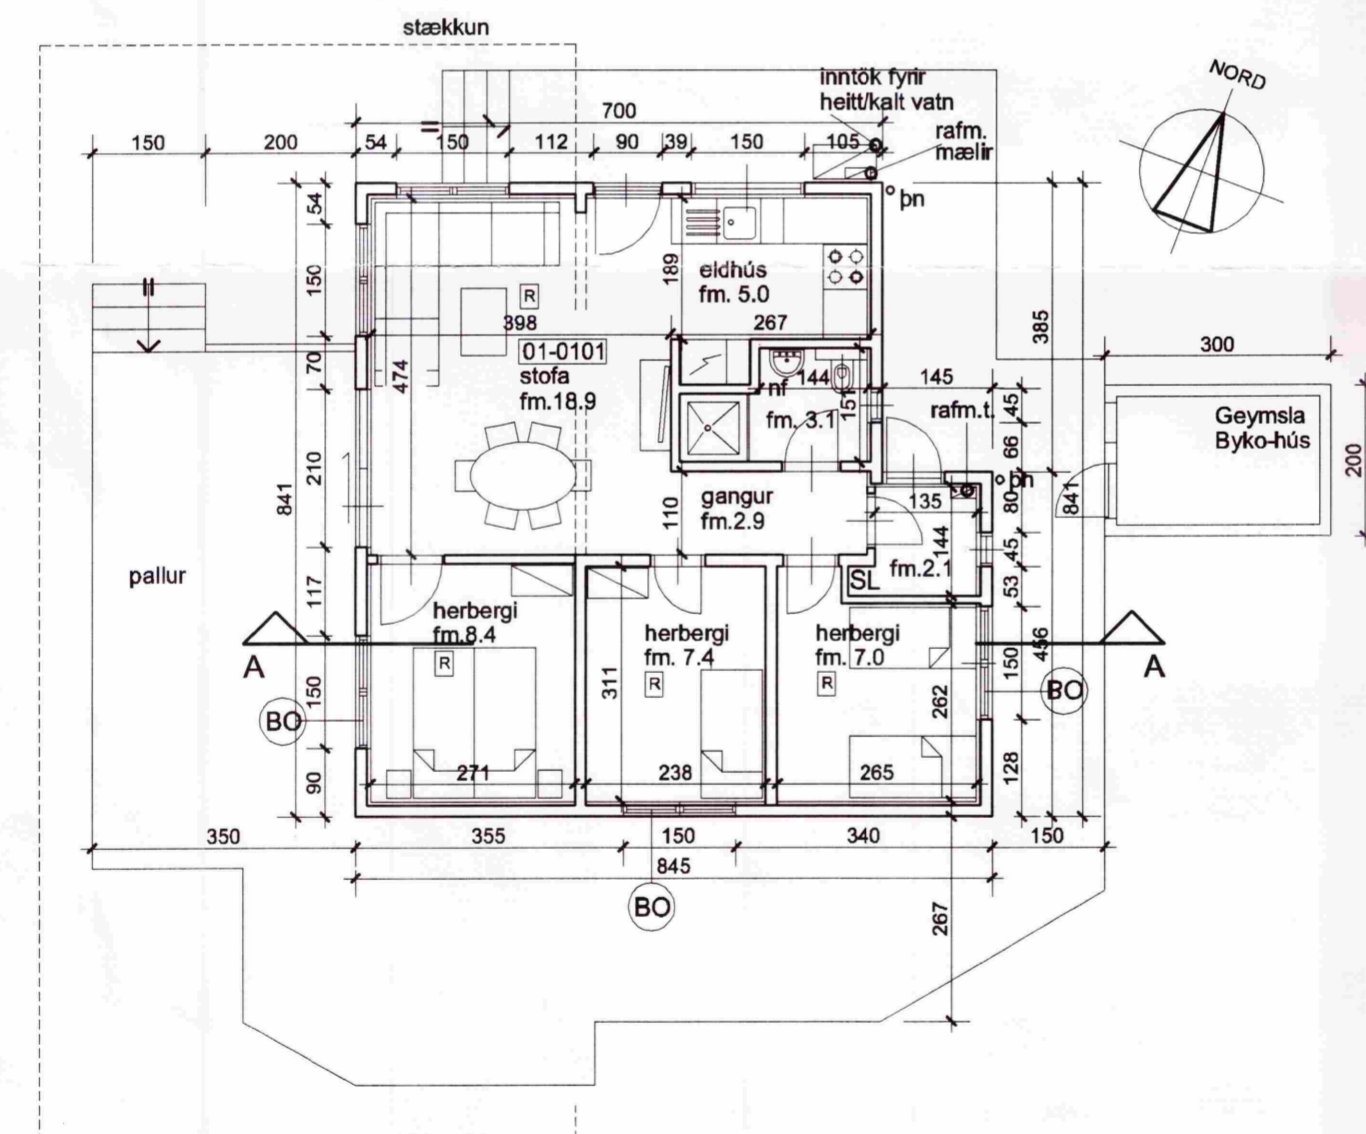 stækkun
NORD
inntök fyrir
heitt/kalt vatn
rafm.
mælir
700
150
200
54
150
112
90
39
150
105
þn
54
150
70
210
841
117
150
90
189
eldhús
fm. 5.0
R
398
267
01-0101
stofa
fm.18.9
474
144
nf
fm. 3.1
151
145
rafm.t.
385
45
66
80
45
53
150
128
841
456
300
Geymsla
Byko-hús
200
þn
135
gangur
fm.2.9
110
144
fm.2.1
SL
pallur
herbergi
fm.8.4
R
herbergi
fm. 7.4
R
herbergi
fm. 7.0
R
311
262
A
A
BO
BO
271
238
265
350
355
150
340
150
845
BO
267